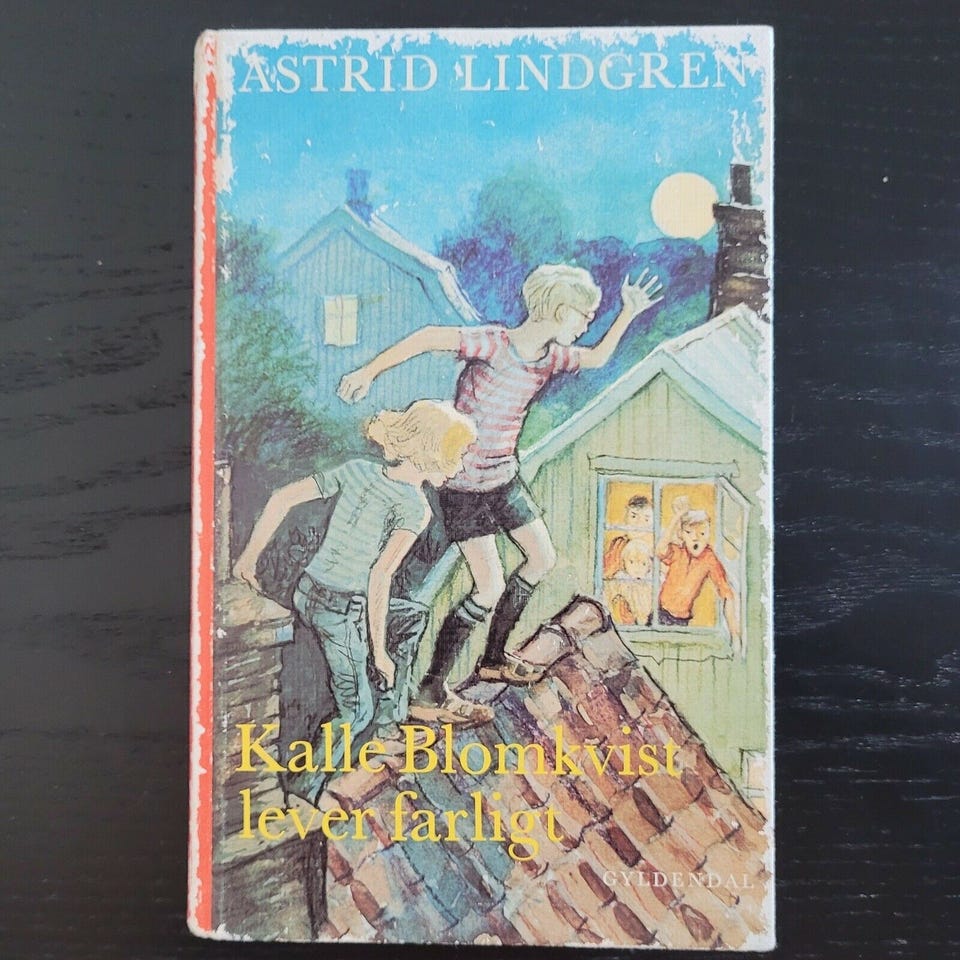 ASTRID LINDGREN
Kalle Blomkvist
lever farligt
GYLDENDAL